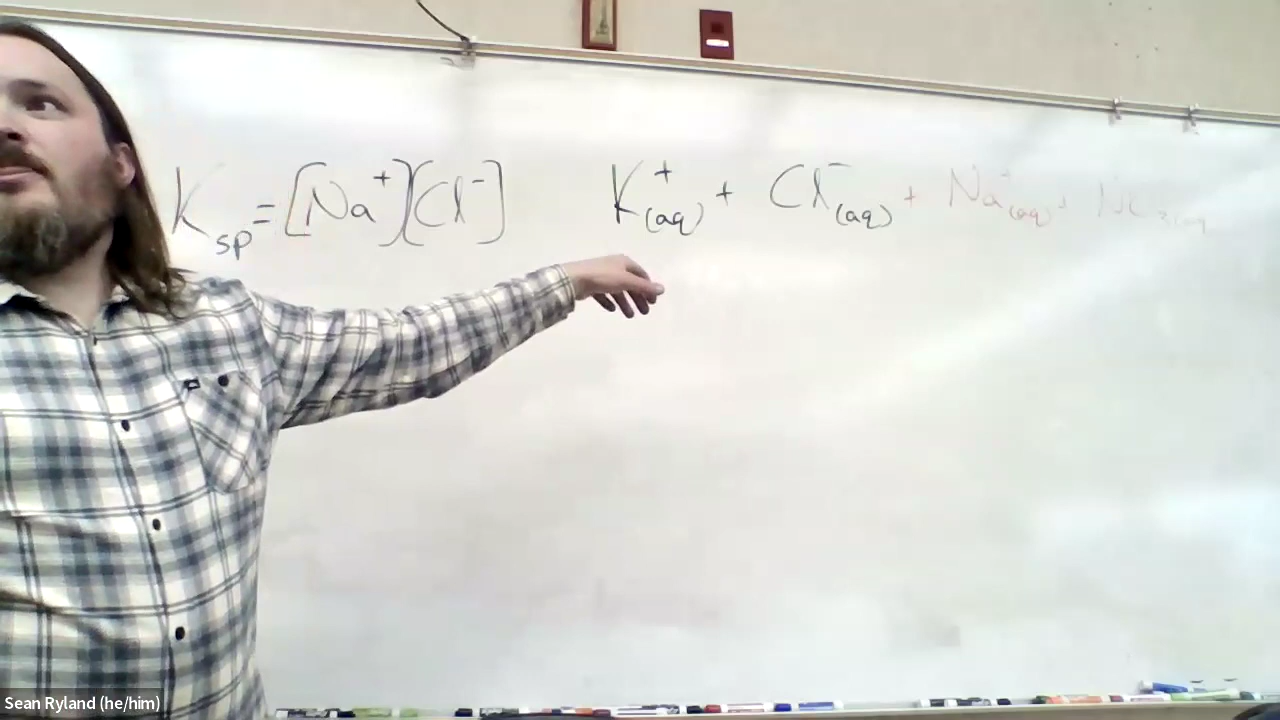 Ksp = [Na⁺][Cl⁻]
K⁺(aq) + Cl⁻(aq) + Na⁺(aq) +
Sean Ryland (he/him)